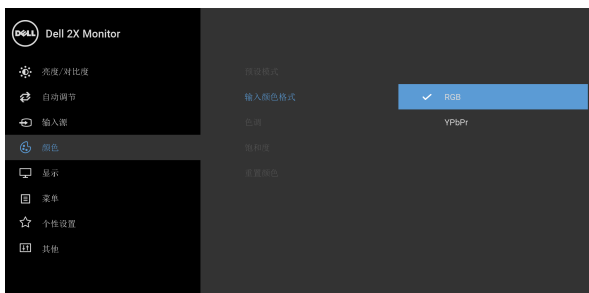 DELL
Dell 2X Monitor
亮度/对比度
自动调节
输入源
颜色
显示
菜单
个性设置
其他
预设模式
输入颜色格式
色调
饱和度
重置颜色
RGB
YPbPr